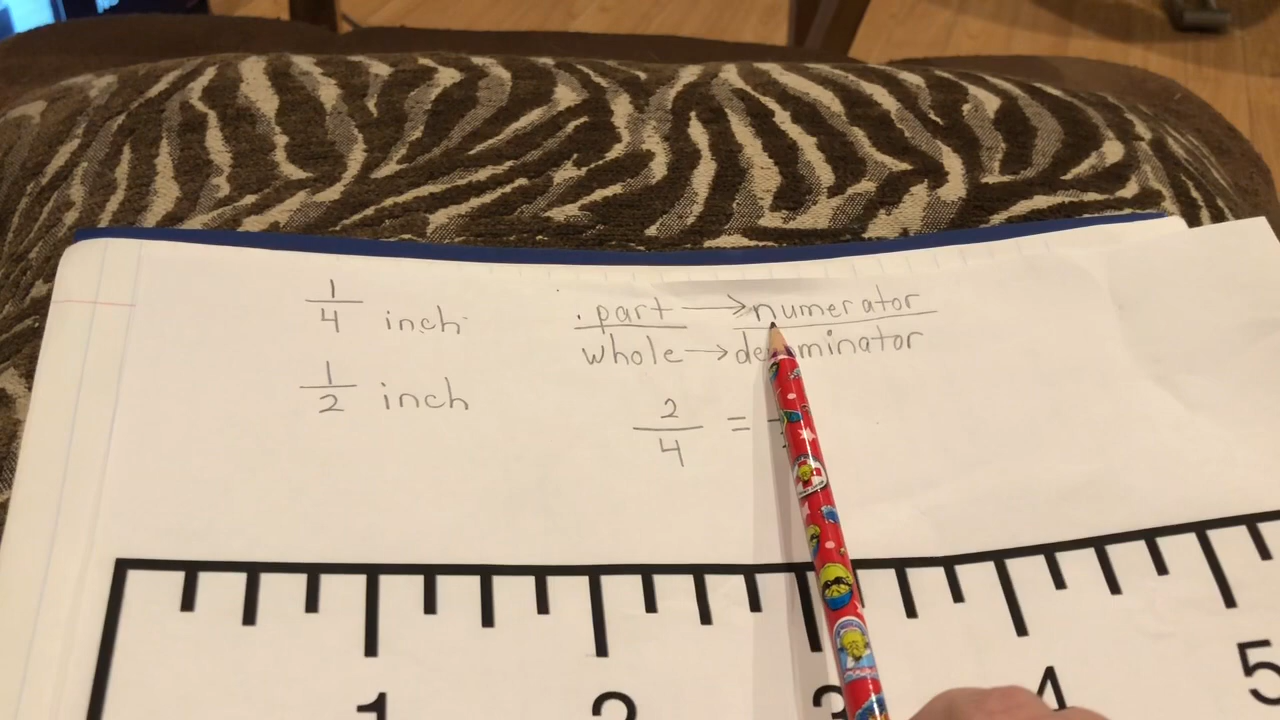 1/4 inch
1/2 inch
part → numerator
whole → denominator
2/4 =
1 2 3 4 5